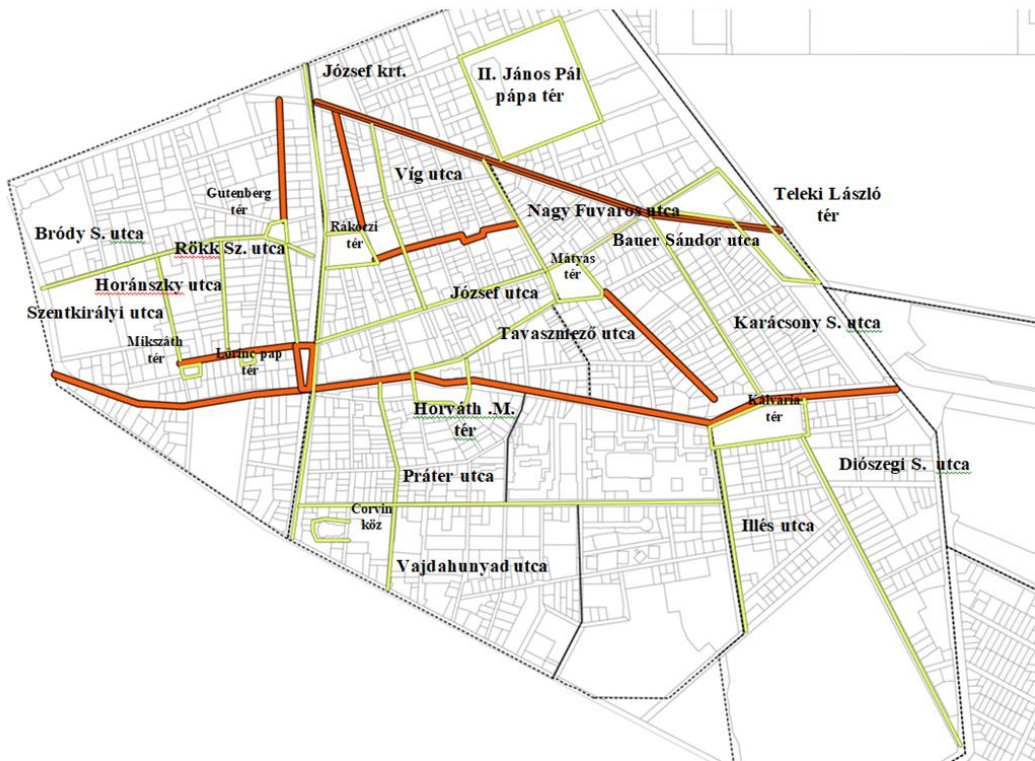 József krt.
II. János Pál
pápa tér
Teleki László
tér
Gutenberg
tér
Víg utca
Rákóczi
tér
Nagy Fuvaros utca
Bauer Sándor utca
Bródy S. utca
Rökk Sz. utca
Mátyás
tér
Horánszky utca
József utca
Szentkirályi utca
Tavaszmező utca
Karácsony S. utca
Mikszáth
tér
Lőrinc pap
tér
Horváth .M.
tér
Kálvária
tér
Diószegi S. utca
Práter utca
Corvin
köz
Illés utca
Vajdahunyad utca